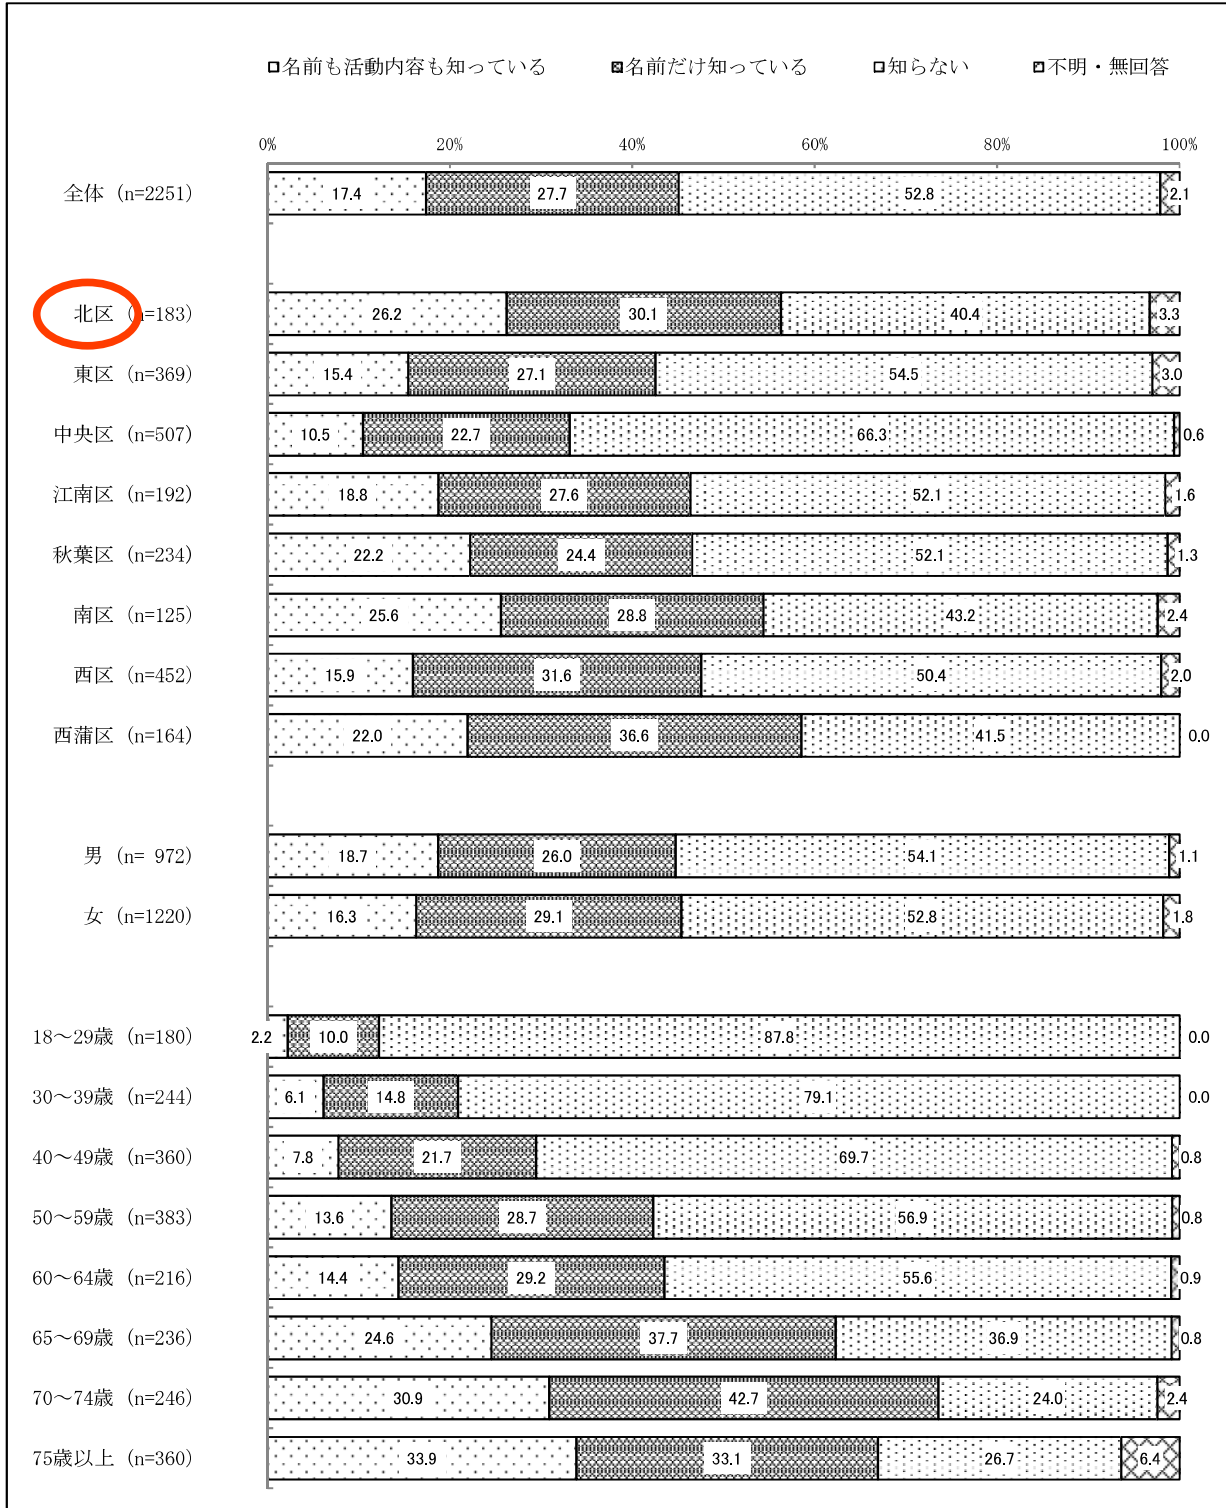 名前も活動内容も知っている 名前だけ知っている 知らない 不明・無回答
0% 20% 40% 60% 80% 100%
全体 (n=2251) 17.4 27.7 52.8 2.1
北区 (n=183) 26.2 30.1 40.4 3.3
東区 (n=369) 15.4 27.1 54.5 3.0
中央区 (n=507) 10.5 22.7 66.3 0.6
江南区 (n=192) 18.8 27.6 52.1 1.6
秋葉区 (n=234) 22.2 24.4 52.1 1.3
南区 (n=125) 25.6 28.8 43.2 2.4
西区 (n=452) 15.9 31.6 50.4 2.0
西蒲区 (n=164) 22.0 36.6 41.5 0.0
男 (n= 972) 18.7 26.0 54.1 1.1
女 (n=1220) 16.3 29.1 52.8 1.8
18～29歳 (n=180) 2.2 10.0 87.8 0.0
30～39歳 (n=244) 6.1 14.8 79.1 0.0
40～49歳 (n=360) 7.8 21.7 69.7 0.8
50～59歳 (n=383) 13.6 28.7 56.9 0.8
60～64歳 (n=216) 14.4 29.2 55.6 0.9
65～69歳 (n=236) 24.6 37.7 36.9 0.8
70～74歳 (n=246) 30.9 42.7 24.0 2.4
75歳以上 (n=360) 33.9 33.1 26.7 6.4